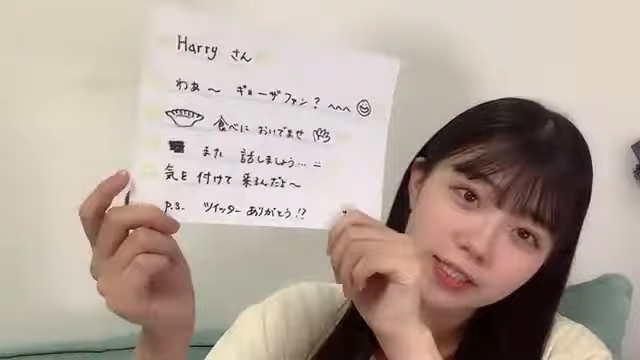 Harry さん
わぁ〜 ギョーザファン? ^^^
食べに おいでませ
また 話しましょう...
気を 付けて 来るんだよ〜
P.S. ツイッターありがとう!?